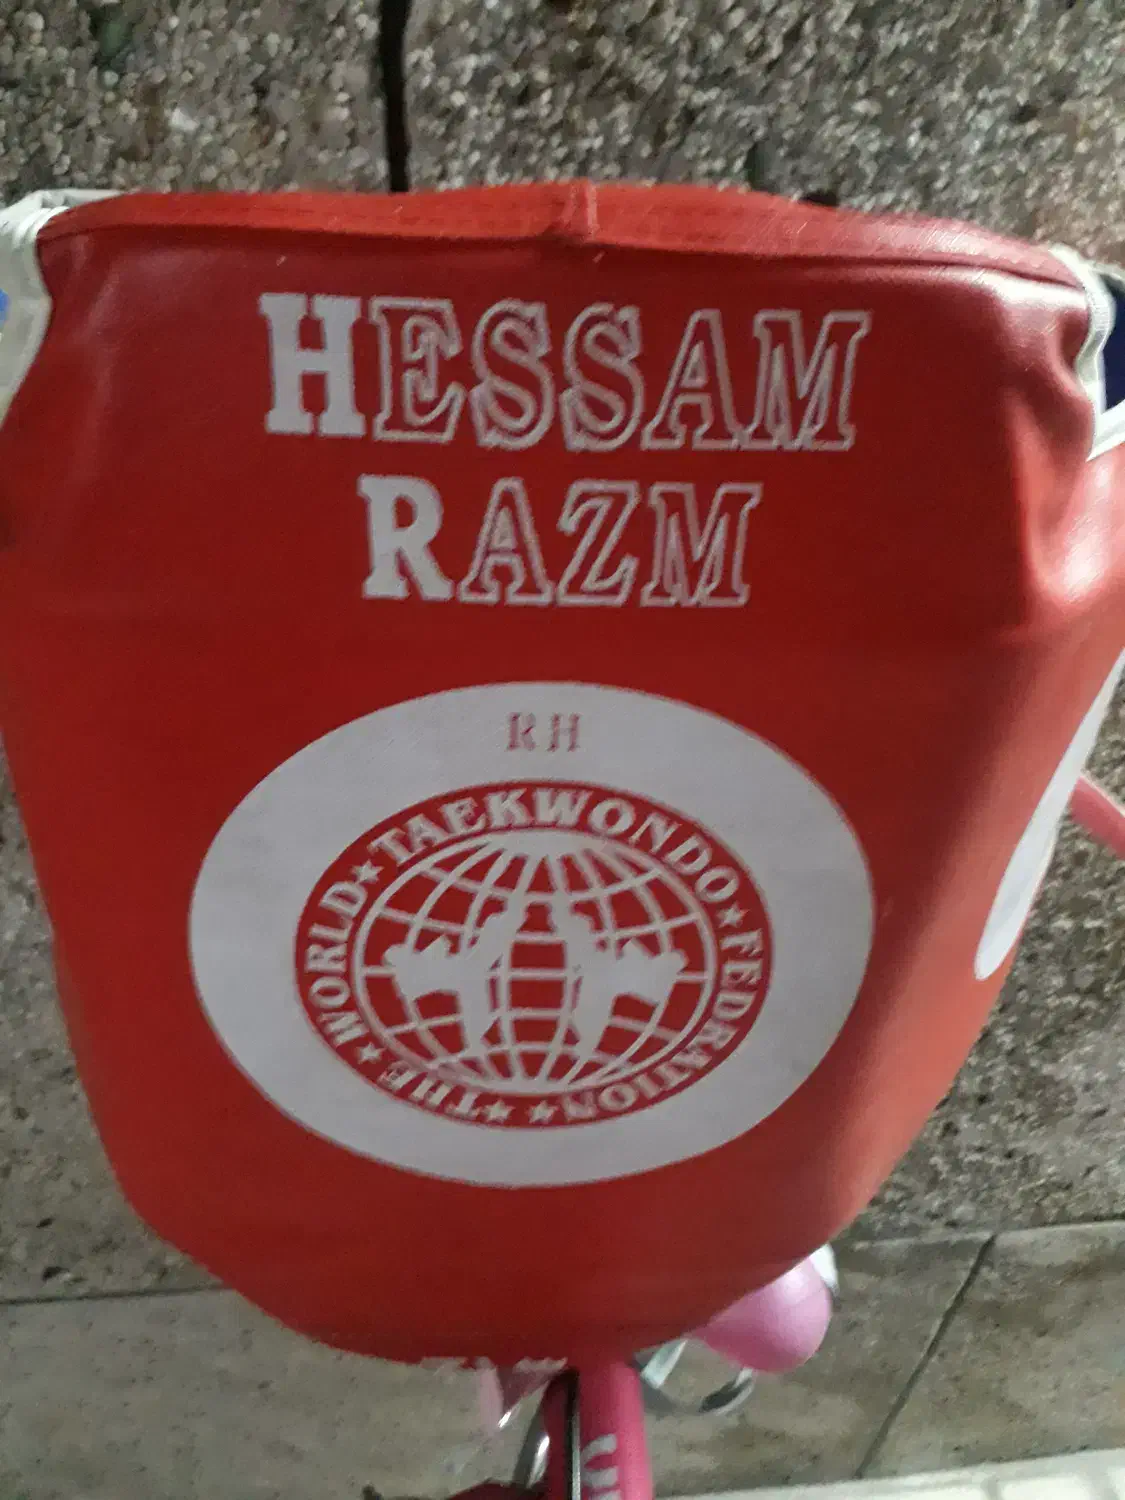 HESSAM
RAZM
RH
THE ★ WORLD ★ TAEKWONDO ★ FEDRATION ★★